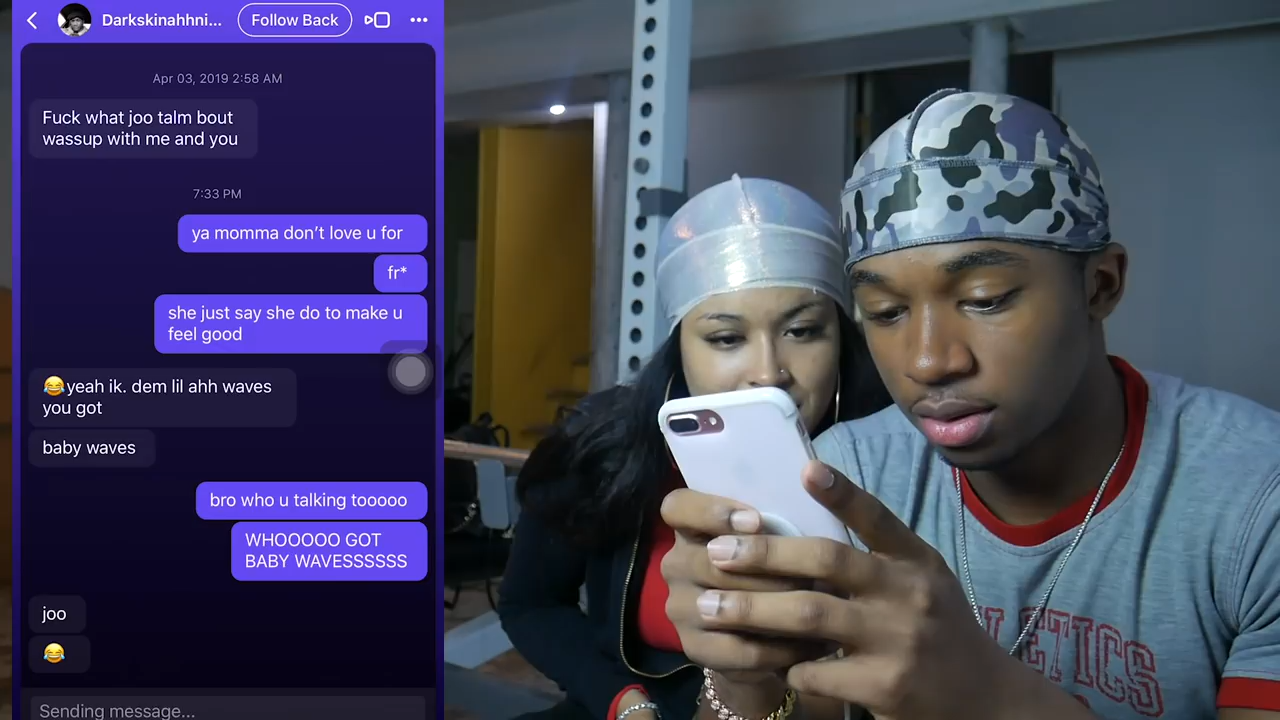 Darkskinahhni...
Follow Back
Apr 03, 2019 2:58 AM
Fuck what joo talm bout
wassup with me and you
7:33 PM
ya momma don't love u for
fr*
she just say she do to make u
feel good
😂yeah ik. dem lil ahh waves
you got
baby waves
bro who u talking tooooo
WHOOOOO GOT
BABY WAVESSSSSS
joo
😂
Sending message...